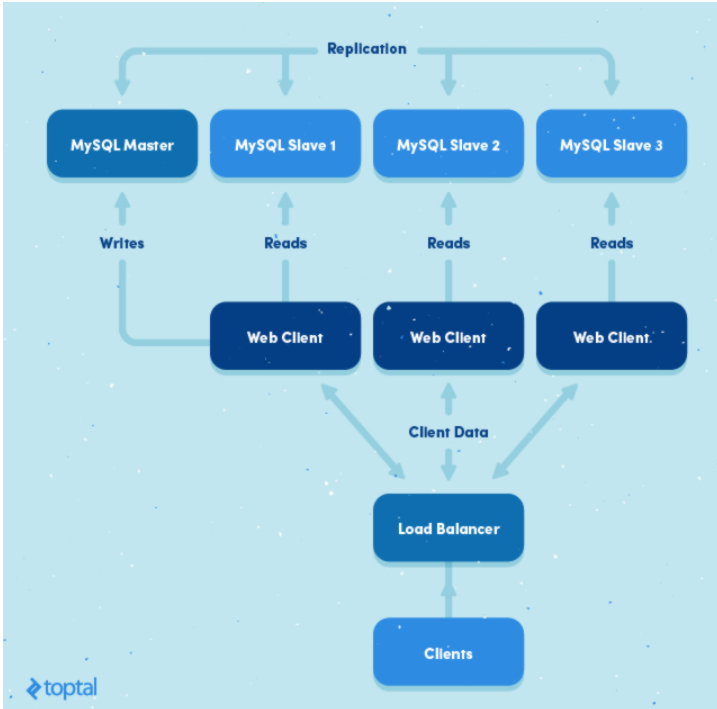 Replication
MySQL Master
MySQL Slave 1
MySQL Slave 2
MySQL Slave 3
Writes
Reads
Reads
Reads
Web Client
Web Client
Web Client
Client Data
Load Balancer
Clients
toptal